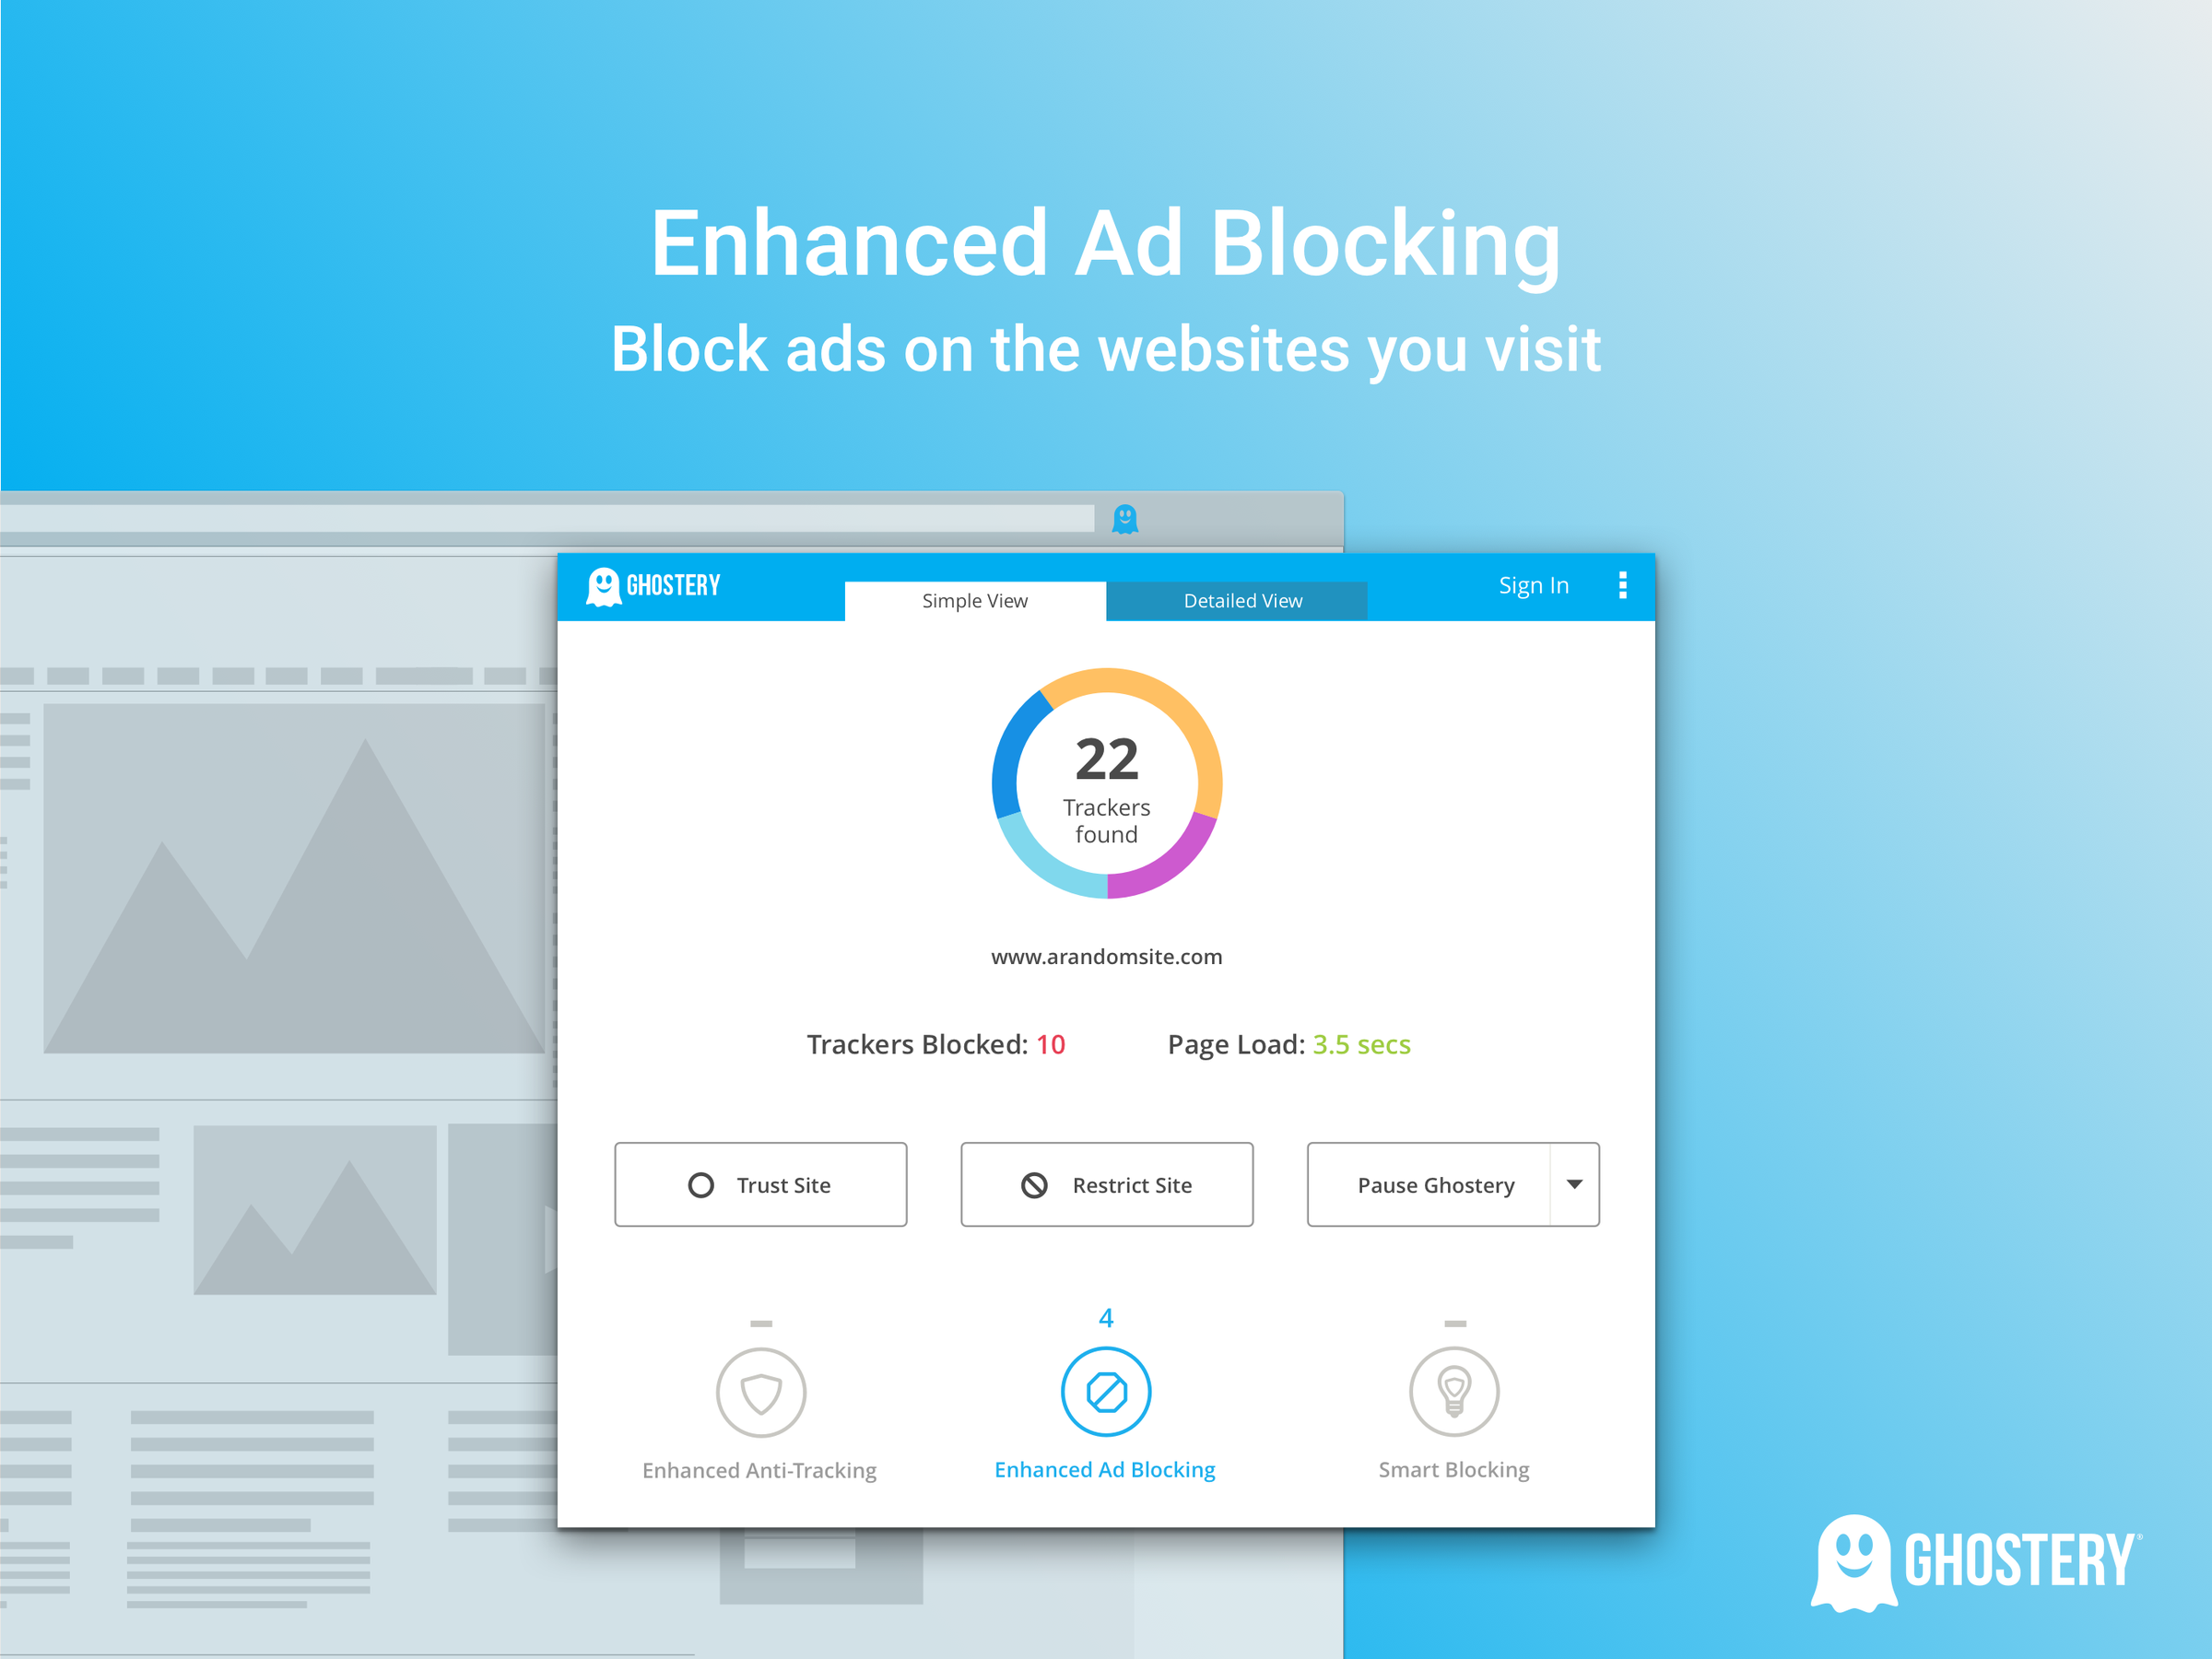 Enhanced Ad Blocking
Block ads on the websites you visit
GHOSTERY
Simple View
Detailed View
Sign In
22
Trackers
found
www.arandomsite.com
Trackers Blocked: 10
Page Load: 3.5 secs
Trust Site
Restrict Site
Pause Ghostery
4
Enhanced Anti-Tracking
Enhanced Ad Blocking
Smart Blocking
GHOSTERY®